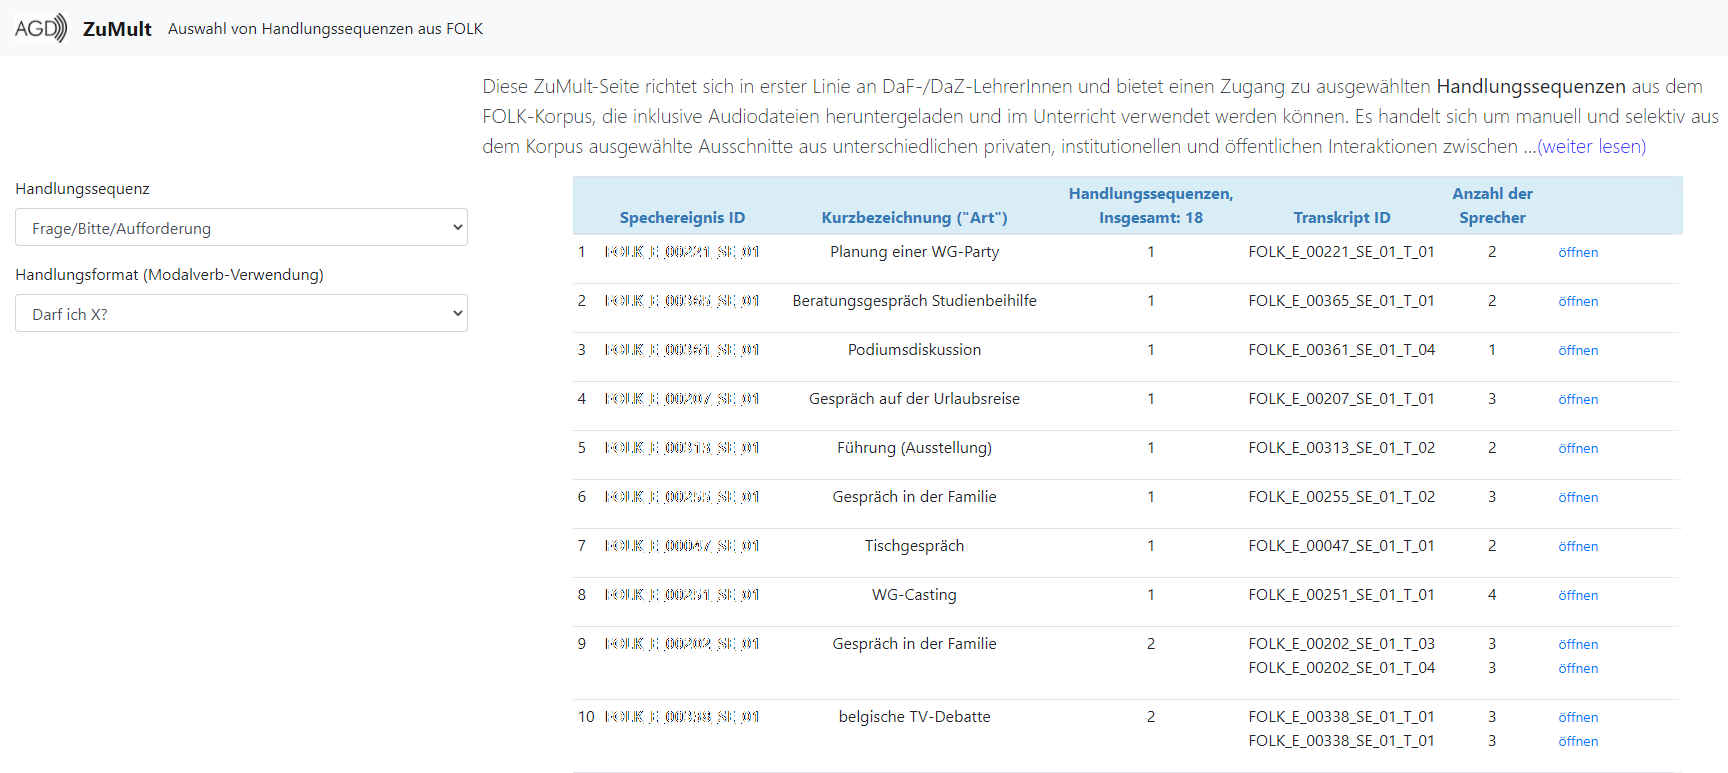 AGD ZuMult Auswahl von Handlungssequenzen aus FOLK
Diese ZuMult-Seite richtet sich in erster Linie an DaF-/DaZ-LehrerInnen und bietet einen Zugang zu ausgewählten Handlungssequenzen aus dem
FOLK-Korpus, die inklusive Audiodateien heruntergeladen und im Unterricht verwendet werden können. Es handelt sich um manuell und selektiv aus
dem Korpus ausgewählte Ausschnitte aus unterschiedlichen privaten, institutionellen und öffentlichen Interaktionen zwischen ...(weiter lesen)
Handlungssequenz
Frage/Bitte/Aufforderung
Handlungsformat (Modalverb-Verwendung)
Darf ich X?
Handlungssequenzen, Anzahl der
Spechereignis ID Kurzbezeichnung ("Art") Insgesamt: 18 Transkript ID Sprecher
1 FOLK_E_00221_SE_01 Planung einer WG-Party 1 FOLK_E_00221_SE_01_T_01 2 öffnen
2 FOLK_E_00365_SE_01 Beratungsgespräch Studienbeihilfe 1 FOLK_E_00365_SE_01_T_01 2 öffnen
3 FOLK_E_00361_SE_01 Podiumsdiskussion 1 FOLK_E_00361_SE_01_T_04 1 öffnen
4 FOLK_E_00207_SE_01 Gespräch auf der Urlaubsreise 1 FOLK_E_00207_SE_01_T_01 3 öffnen
5 FOLK_E_00313_SE_01 Führung (Ausstellung) 1 FOLK_E_00313_SE_01_T_02 2 öffnen
6 FOLK_E_00255_SE_01 Gespräch in der Familie 1 FOLK_E_00255_SE_01_T_02 3 öffnen
7 FOLK_E_00047_SE_01 Tischgespräch 1 FOLK_E_00047_SE_01_T_01 2 öffnen
8 FOLK_E_00251_SE_01 WG-Casting 1 FOLK_E_00251_SE_01_T_01 4 öffnen
9 FOLK_E_00202_SE_01 Gespräch in der Familie 2 FOLK_E_00202_SE_01_T_03 3 öffnen
FOLK_E_00202_SE_01_T_04 3 öffnen
10 FOLK_E_00338_SE_01 belgische TV-Debatte 2 FOLK_E_00338_SE_01_T_01 3 öffnen
FOLK_E_00338_SE_01_T_01 3 öffnen